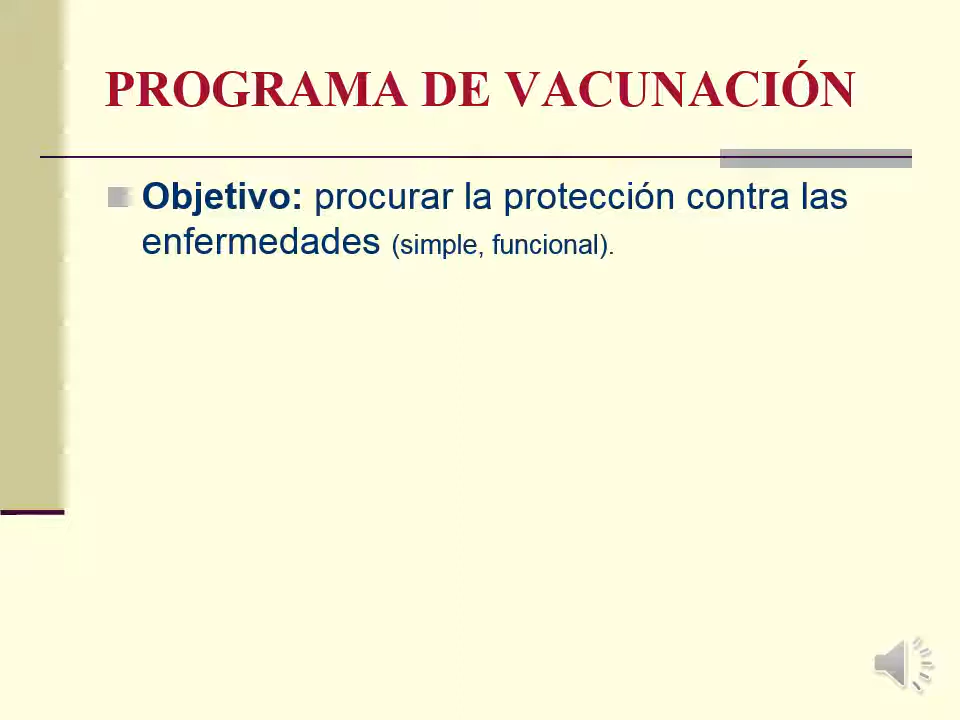 PROGRAMA DE VACUNACIÓN
Objetivo: procurar la protección contra las
enfermedades (simple, funcional).